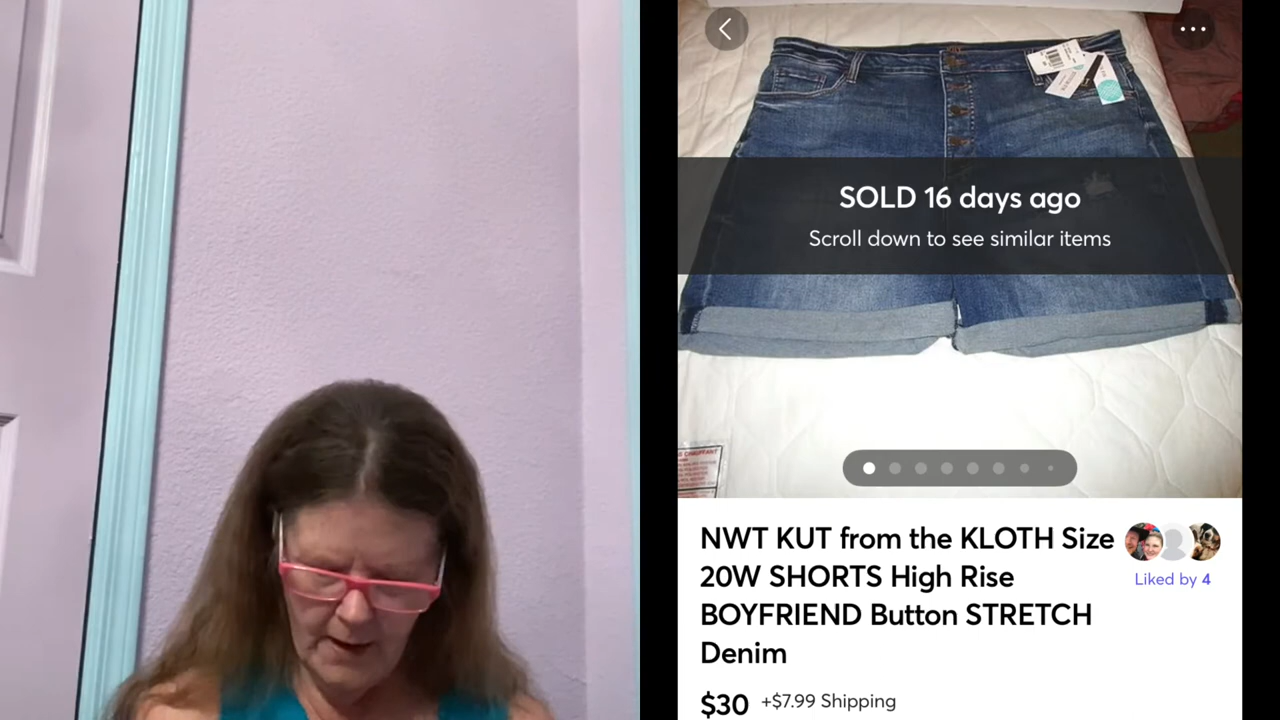 SOLD 16 days ago
Scroll down to see similar items
NWT KUT from the KLOTH Size
20W SHORTS High Rise
BOYFRIEND Button STRETCH
Denim
Liked by 4
$30 +$7.99 Shipping